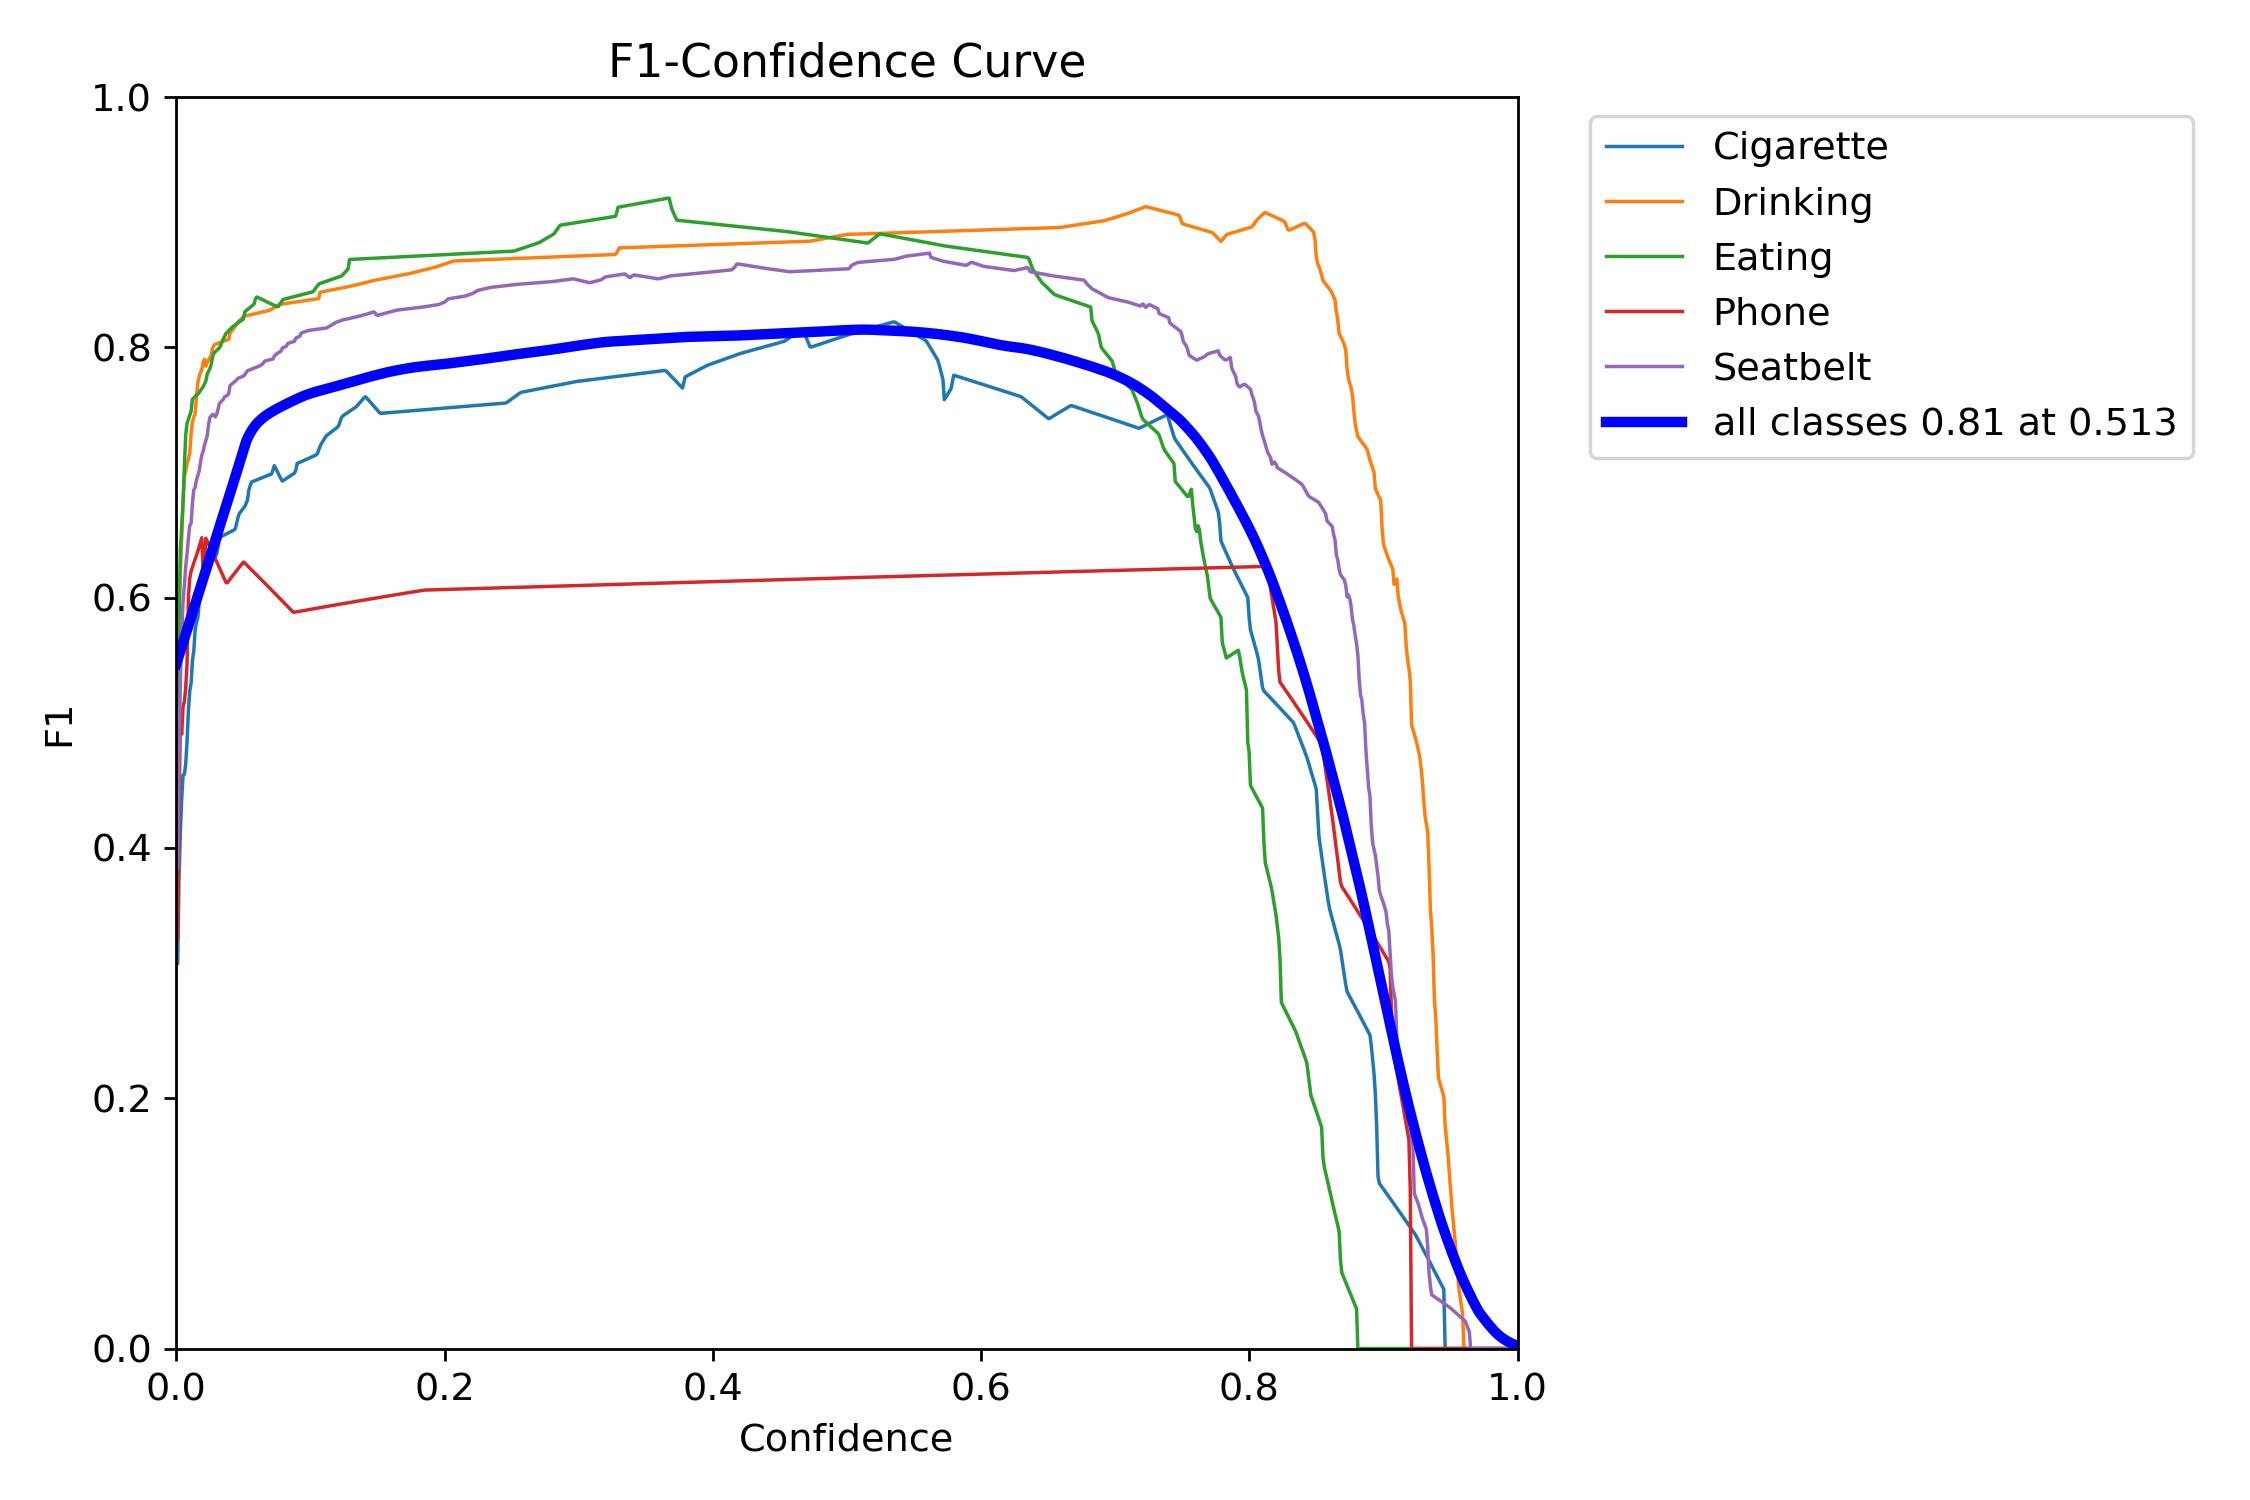 F1-Confidence Curve
1.0
0.8
0.6
0.4
0.2
0.0
F1
0.0 0.2 0.4 0.6 0.8 1.0
Confidence
Cigarette
Drinking
Eating
Phone
Seatbelt
all classes 0.81 at 0.513